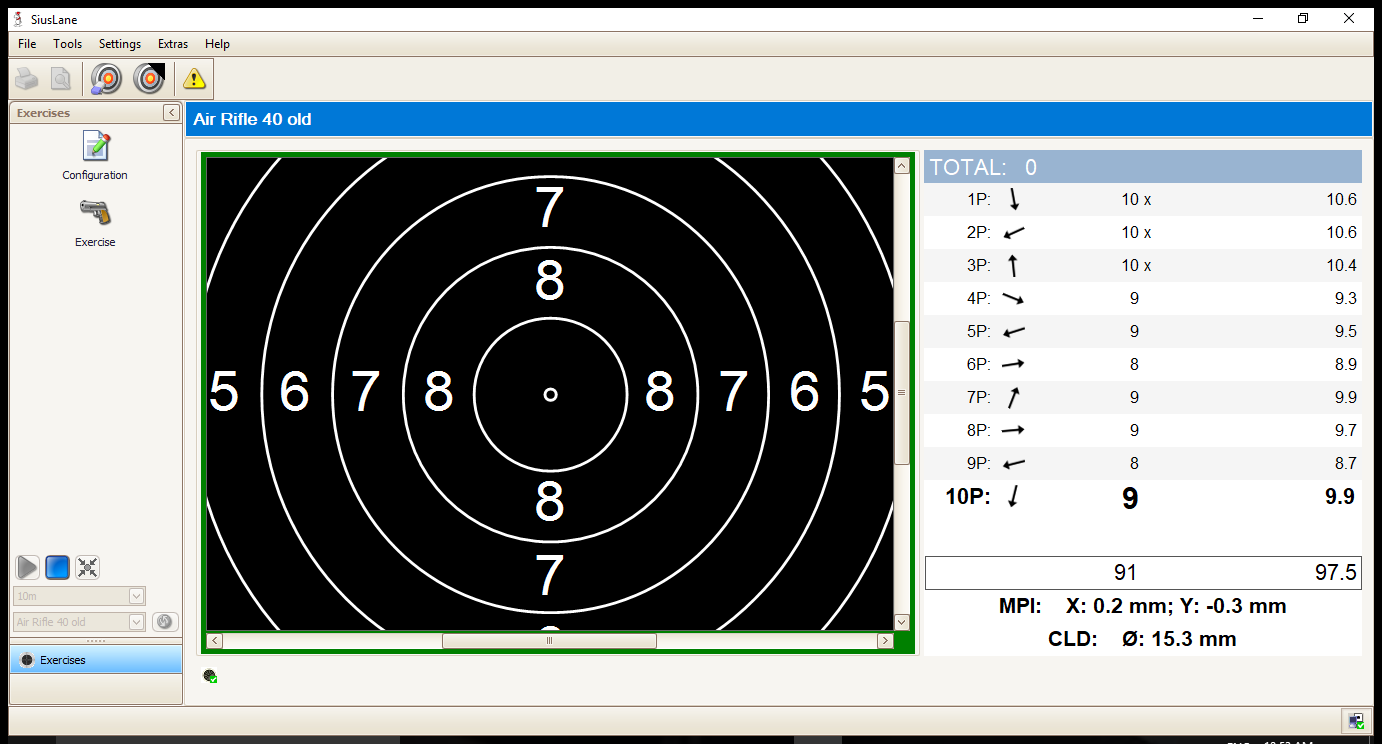 SiusLane
File Tools Settings Extras Help
Exercises
Configuration
Exercise
10m
Air Rifle 40 old
Exercises
Air Rifle 40 old
7
8
5 6 7 8 8 7 6 5
8
7
TOTAL: 0
1P: 10 x 10.6
2P: 10 x 10.6
3P: 10 x 10.4
4P: 9 9.3
5P: 9 9.5
6P: 8 8.9
7P: 9 9.9
8P: 9 9.7
9P: 8 8.7
10P: 9 9.9
91 97.5
MPI: X: 0.2 mm; Y: -0.3 mm
CLD: Ø: 15.3 mm